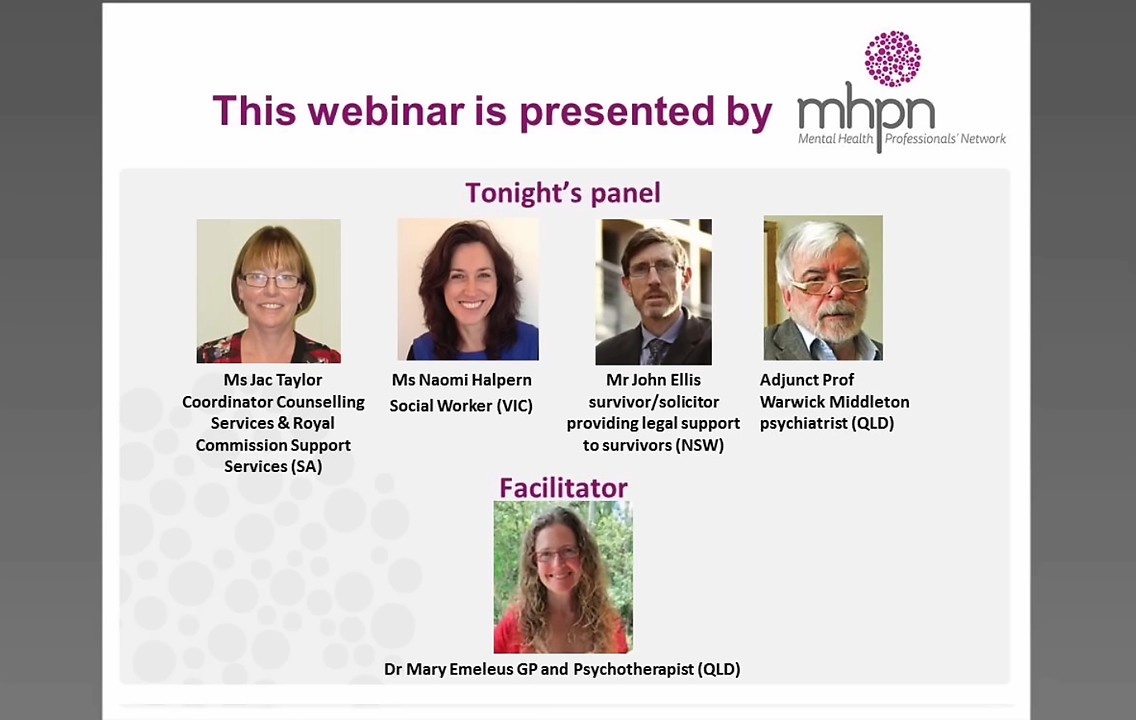 This webinar is presented by
mhpn
Mental Health Professionals' Network
Tonight's panel
Ms Jac Taylor
Coordinator Counselling
Services & Royal
Commission Support
Services (SA)
Ms Naomi Halpern
Social Worker (VIC)
Mr John Ellis
survivor/solicitor
providing legal support
to survivors (NSW)
Adjunct Prof
Warwick Middleton
psychiatrist (QLD)
Facilitator
Dr Mary Emeleus GP and Psychotherapist (QLD)